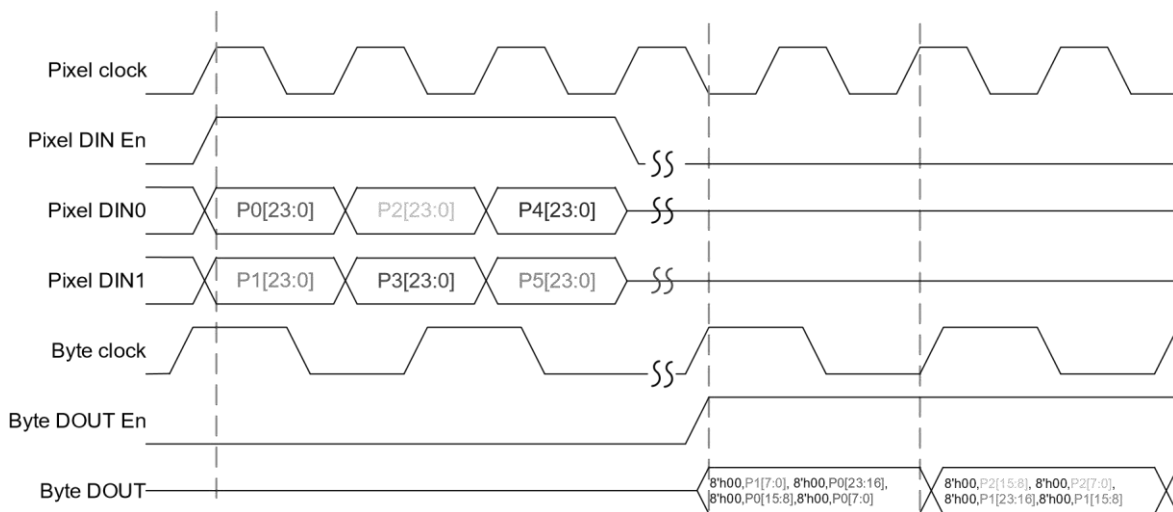 Pixel clock
Pixel DIN En
Pixel DIN0
P0[23:0]
P2[23:0]
P4[23:0]
Pixel DIN1
P1[23:0]
P3[23:0]
P5[23:0]
Byte clock
Byte DOUT En
Byte DOUT
8'h00,P1[7:0], 8'h00,P0[23:16],
8'h00,P0[15:8],8'h00,P0[7:0]
8'h00,P2[15:8], 8'h00,P2[7:0],
8'h00,P1[23:16],8'h00,P1[15:8]